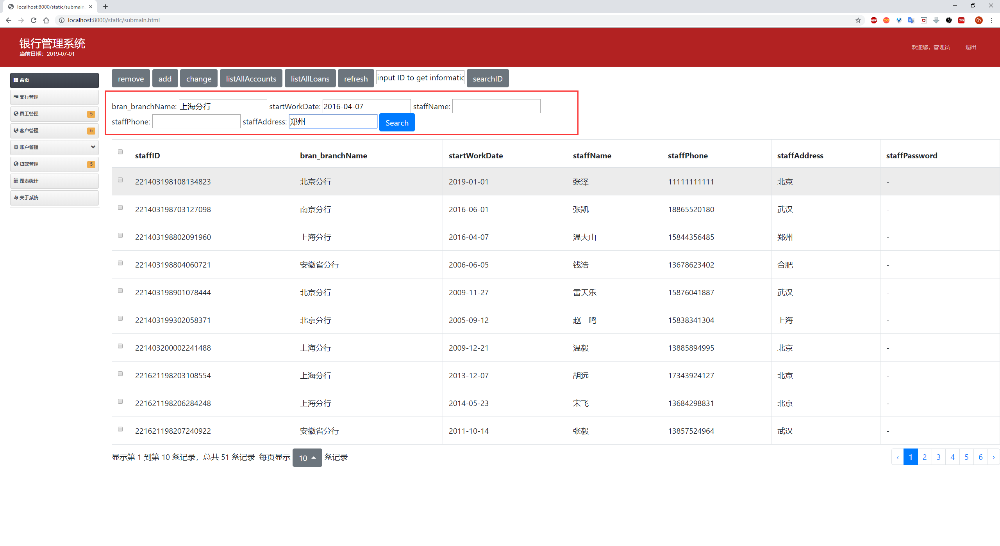 localhost:8000/static/submain
localhost:8000/static/submain.html
ABP
CORS
Qy
银行管理系统
当前日期：2019-07-01
欢迎您，管理员 退出
首页
支行管理
员工管理 5
客户管理 5
账户管理
贷款管理 5
图表统计
关于系统
remove add change listAllAccounts listAllLoans refresh input ID to get informatic searchID
bran_branchName: 上海分行 startWorkDate: 2016-04-07 staffName:
staffPhone: staffAddress: 郑州 Search
staffID bran_branchName startWorkDate staffName staffPhone staffAddress staffPassword
221403198108134823 北京分行 2019-01-01 张泽 11111111111 北京 -
221403198703127098 南京分行 2016-06-01 张凯 18865520180 武汉 -
221403198802091960 上海分行 2016-04-07 温大山 15844356485 郑州 -
221403198804060721 安徽省分行 2006-06-05 钱浩 13678623402 合肥 -
221403198901078444 北京分行 2009-11-27 雷天乐 15876041887 武汉 -
221403199302058371 北京分行 2005-09-12 赵一鸣 15838341304 上海 -
221403200002241488 上海分行 2009-12-21 温毅 13885894995 北京 -
221621198203108554 上海分行 2013-12-07 胡远 17343924127 北京 -
221621198206284248 上海分行 2014-05-23 宋飞 13684298831 北京 -
221621198207240922 安徽省分行 2011-10-14 张毅 13857524964 武汉 -
显示第 1 到第 10 条记录，总共 51 条记录 每页显示 10 条记录
‹ 1 2 3 4 5 6 ›